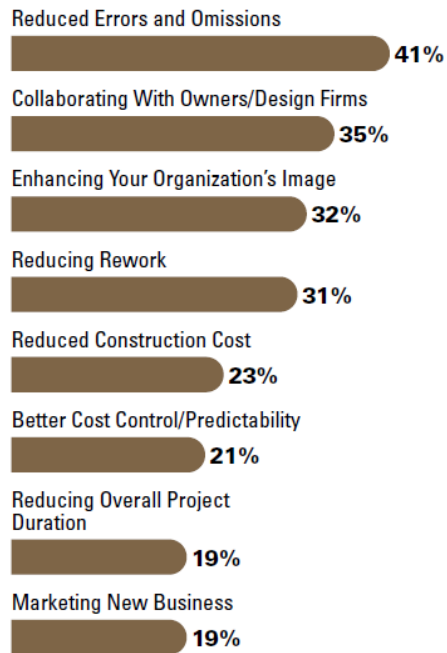 Reduced Errors and Omissions
41%
Collaborating With Owners/Design Firms
35%
Enhancing Your Organization's Image
32%
Reducing Rework
31%
Reduced Construction Cost
23%
Better Cost Control/Predictability
21%
Reducing Overall Project
Duration
19%
Marketing New Business
19%